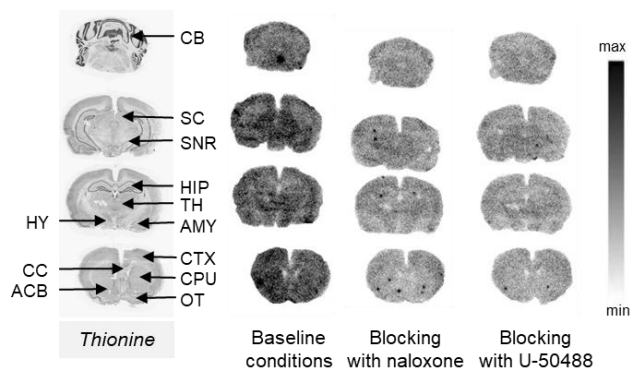 CB
max
SC
SNR
HIP
TH
HY
AMY
CTX
CC
CPU
ACB
OT
min
Thionine
Baseline
conditions
Blocking
with naloxone
Blocking
with U-50488